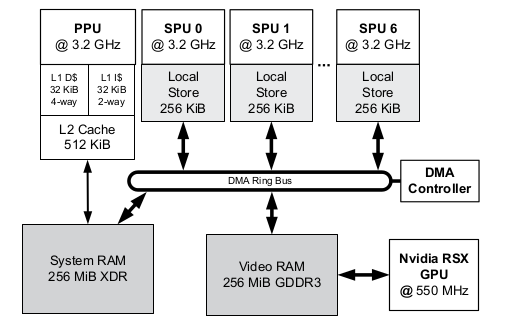 PPU
@ 3.2 GHz
SPU 0
@ 3.2 GHz
SPU 1
@ 3.2 GHz
SPU 6
@ 3.2 GHz
L1 D$
32 KiB
4-way
L1 I$
32 KiB
2-way
L2 Cache
512 KiB
Local
Store
256 KiB
Local
Store
256 KiB
...
Local
Store
256 KiB
DMA Ring Bus
DMA
Controller
System RAM
256 MiB XDR
Video RAM
256 MiB GDDR3
Nvidia RSX
GPU
@ 550 MHz